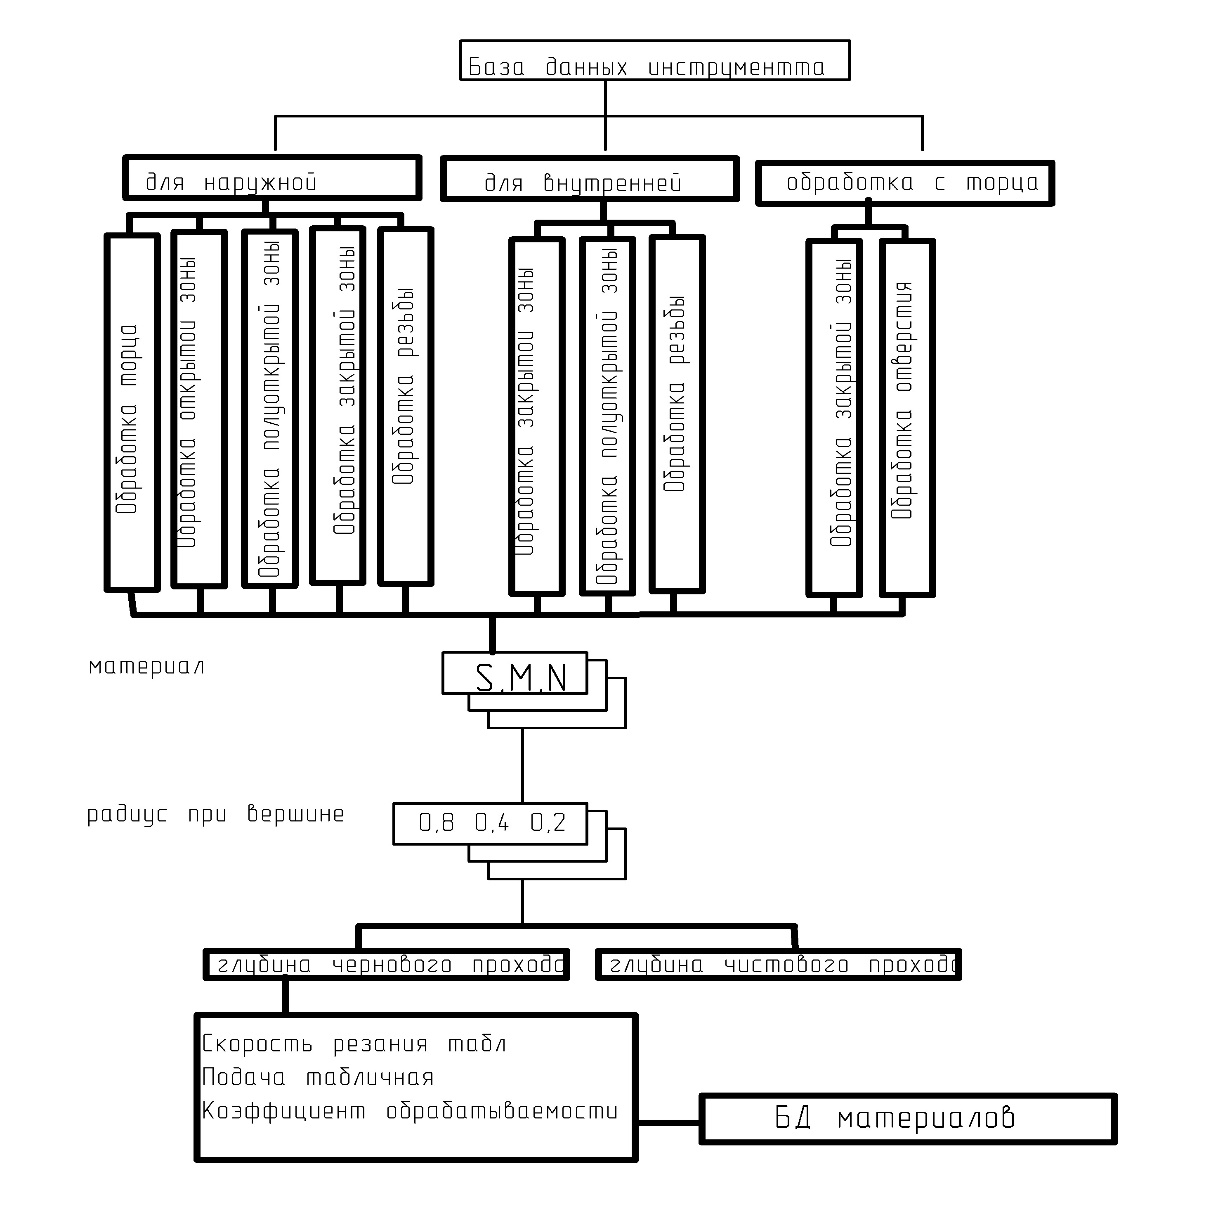 База данных инструментта
для наружной
для внутренней
обработка с торца
Обработка торца
Обработка открытой зоны
Обработка полуоткрытой зоны
Обработка закрытой зоны
Обработка резьбы
Обработка закрытой зоны
Обработка полуоткрытой зоны
Обработка резьбы
Обработка закрытой зоны
Обработка отверстия
материал
S,M,N
радиус при вершине
0,8 0,4 0,2
глубина чернового прохода
глубина чистового прохода
Скорость резания табл
Подача табличная
Коэффициент обрабатываемости
БД материалов